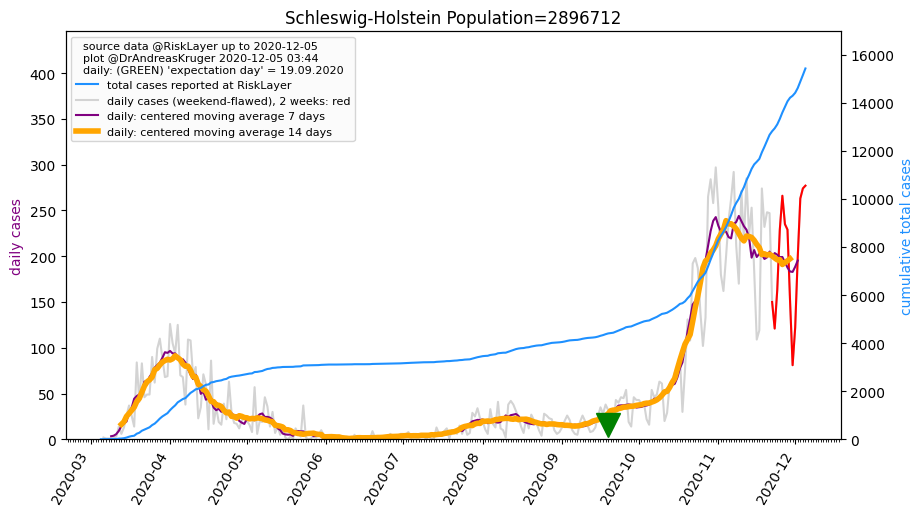 Schleswig-Holstein Population=2896712
source data @RiskLayer up to 2020-12-05
plot @DrAndreasKruger 2020-12-05 03:44
daily: (GREEN) 'expectation day' = 19.09.2020
total cases reported at RiskLayer
daily cases (weekend-flawed), 2 weeks: red
daily: centered moving average 7 days
daily: centered moving average 14 days
daily cases
400
350
300
250
200
150
100
50
0
cumulative total cases
16000
14000
12000
10000
8000
6000
4000
2000
0
2020-03
2020-04
2020-05
2020-06
2020-07
2020-08
2020-09
2020-10
2020-11
2020-12